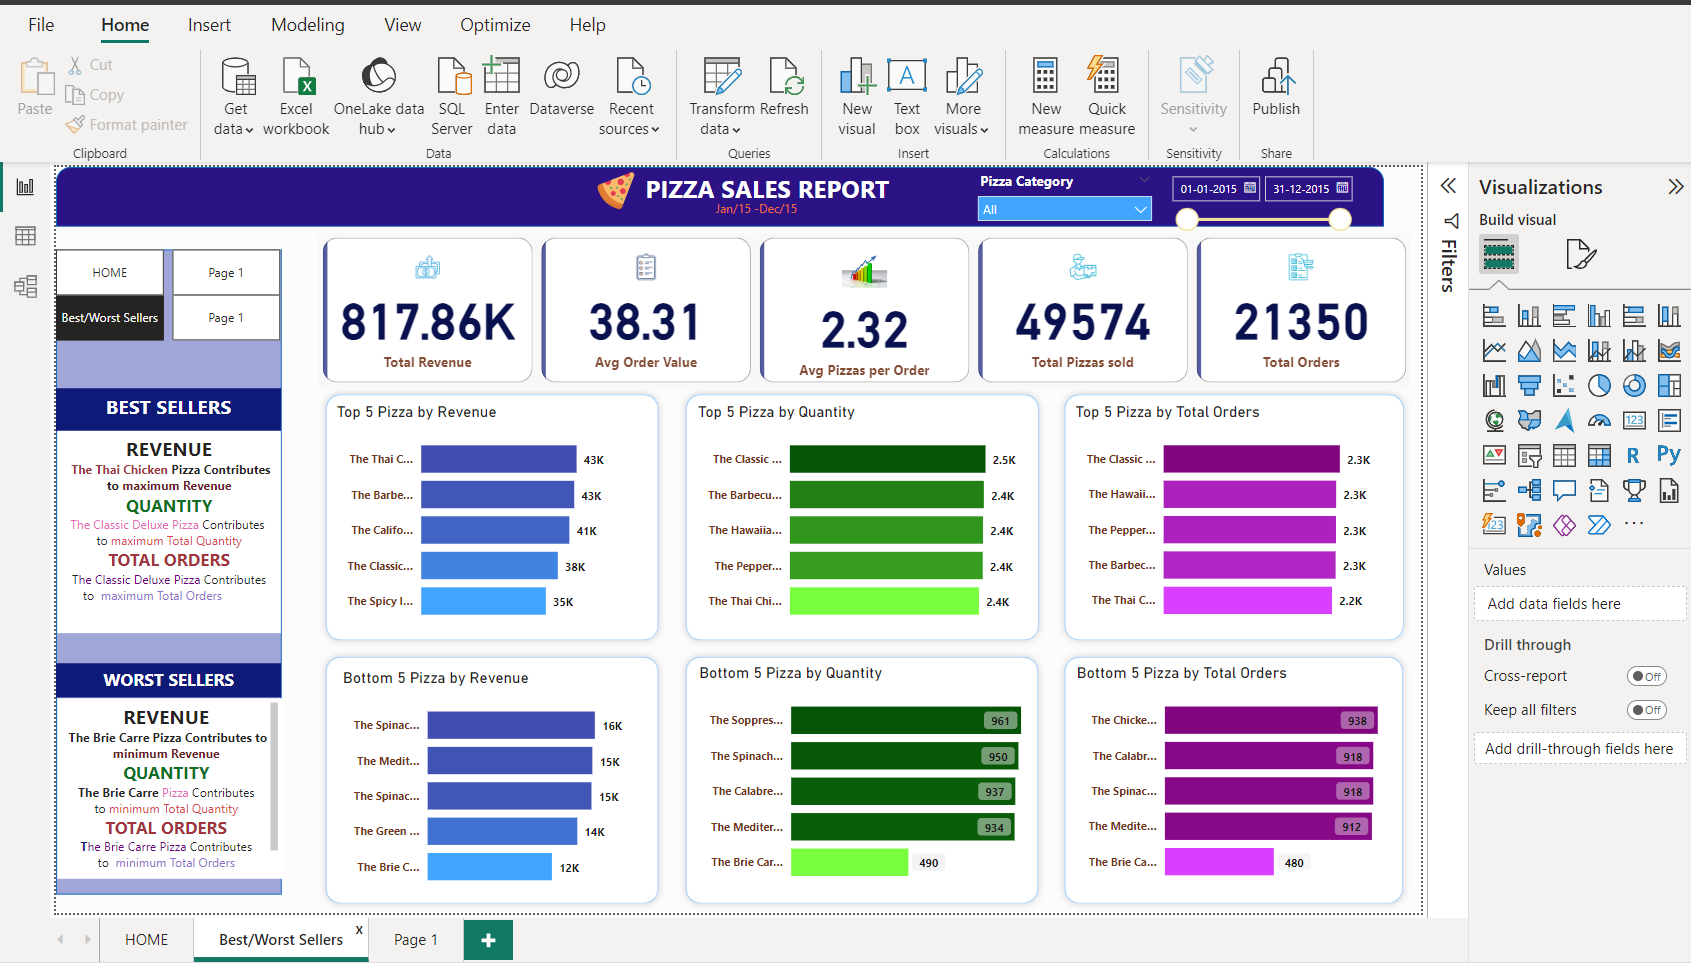 File Home Insert Modeling View Optimize Help
Paste
Cut
Copy
Format painter
Clipboard
Get data
Excel workbook
OneLake data hub
SQL Server
Enter data
Dataverse
Recent sources
Data
Transform data
Refresh
Queries
New visual
Text box
More visuals
Insert
New measure
Quick measure
Calculations
Sensitivity
Sensitivity
Publish
Share
PIZZA SALES REPORT
Jan/15 -Dec/15
Pizza Category
All
01-01-2015
31-12-2015
HOME
Page 1
Best/Worst Sellers
Page 1
817.86K
Total Revenue
38.31
Avg Order Value
2.32
Avg Pizzas per Order
49574
Total Pizzas sold
21350
Total Orders
BEST SELLERS
REVENUE
The Thai Chicken Pizza Contributes
to maximum Revenue
QUANTITY
The Classic Deluxe Pizza Contributes
to maximum Total Quantity
TOTAL ORDERS
The Classic Deluxe Pizza Contributes
to maximum Total Orders
WORST SELLERS
REVENUE
The Brie Carre Pizza Contributes to
minimum Revenue
QUANTITY
The Brie Carre Pizza Contributes
to minimum Total Quantity
TOTAL ORDERS
The Brie Carre Pizza Contributes
to minimum Total Orders
Top 5 Pizza by Revenue
The Thai C... 43K
The Barbe... 43K
The Califo... 41K
The Classic... 38K
The Spicy I... 35K
Top 5 Pizza by Quantity
The Classic ... 2.5K
The Barbecu... 2.4K
The Hawaiia... 2.4K
The Pepper... 2.4K
The Thai Chi... 2.4K
Top 5 Pizza by Total Orders
The Classic ... 2.3K
The Hawaii... 2.3K
The Pepper... 2.3K
The Barbec... 2.3K
The Thai C... 2.2K
Bottom 5 Pizza by Revenue
The Spinac... 16K
The Medit... 15K
The Spinac... 15K
The Green ... 14K
The Brie C... 12K
Bottom 5 Pizza by Quantity
The Soppres... 961
The Spinach... 950
The Calabre... 937
The Mediter... 934
The Brie Car... 490
Bottom 5 Pizza by Total Orders
The Chicke... 938
The Calabr... 918
The Spinac... 918
The Medite... 912
The Brie Ca... 480
Filters
Visualizations
Build visual
123
R
Py
123
Values
Add data fields here
Drill through
Cross-report Off
Keep all filters Off
Add drill-through fields here
HOME
Best/Worst Sellers x
Page 1